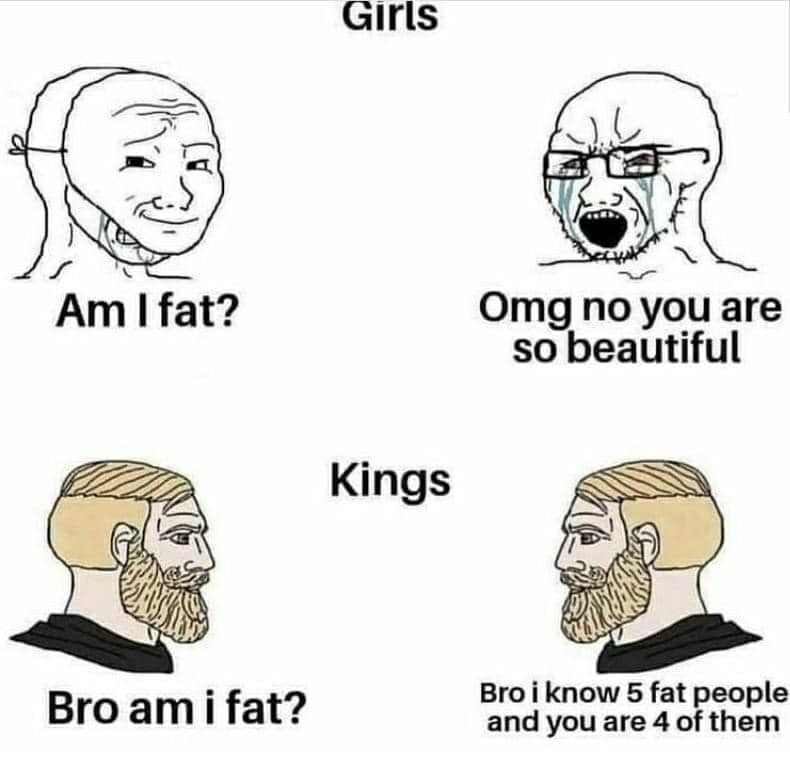 Girls
Am I fat?
Omg no you are
so beautiful
Kings
Bro am i fat?
Bro i know 5 fat people
and you are 4 of them